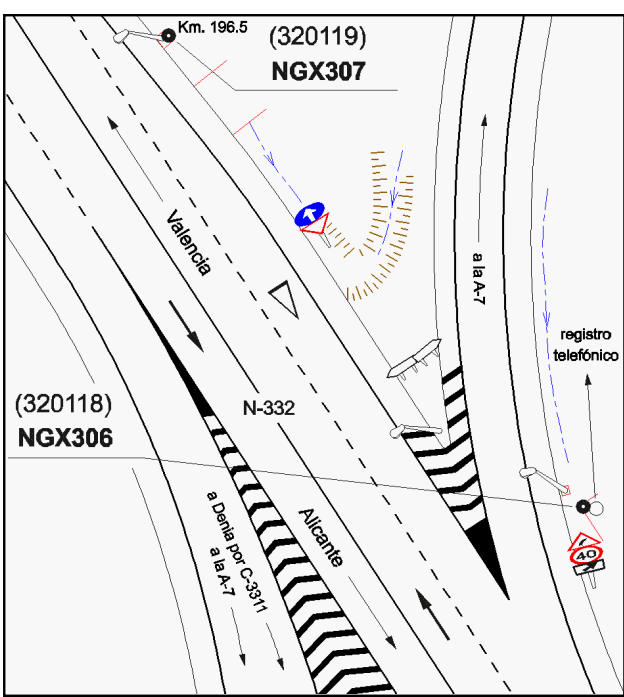 Km. 196.5
(320119)
NGX307
Valencia
a la A-7
registro
telefónico
(320118)
NGX306
N-332
a Denia por C-3311
a la A-7
Alicante
40